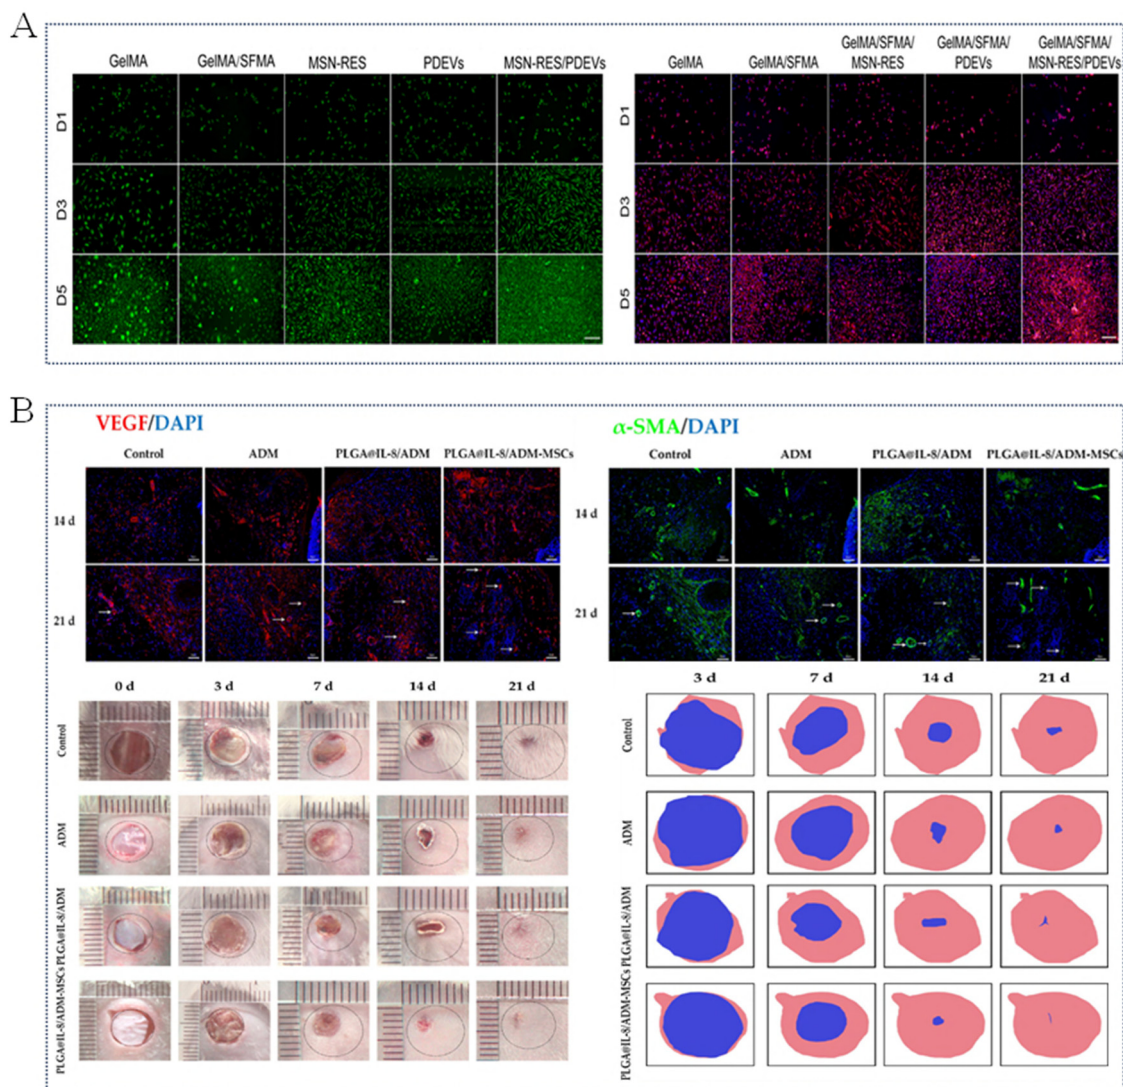 A
GelMA GelMA/SFMA MSN-RES PDEVs MSN-RES/PDEVs
D1
D3
D5
GelMA GelMA/SFMA GelMA/SFMA/ MSN-RES GelMA/SFMA/ PDEVs GelMA/SFMA/ MSN-RES/PDEVs
D1
D3
D5
B
VEGF/DAPI
Control ADM PLGA@IL-8/ADM PLGA@IL-8/ADM-MSCs
14 d
21 d
α-SMA/DAPI
Control ADM PLGA@IL-8/ADM PLGA@IL-8/ADM-MSCs
14 d
21 d
0 d 3 d 7 d 14 d 21 d
Control
ADM
PLGA@IL-8/ADM
PLGA@IL-8/ADM-MSCs
3 d 7 d 14 d 21 d
Control
ADM
PLGA@IL-8/ADM
PLGA@IL-8/ADM-MSCs